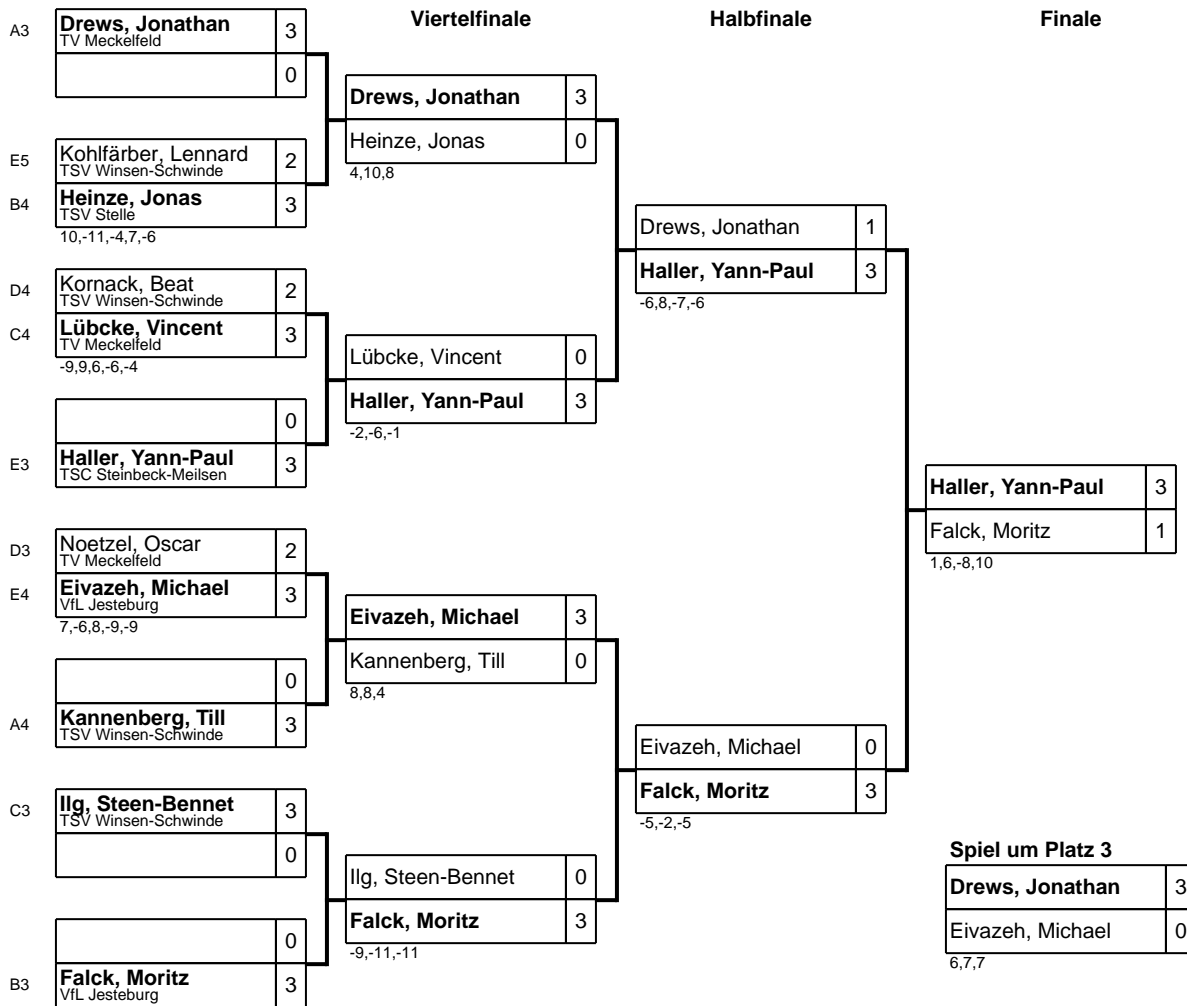 Viertelfinale
Halbfinale
Finale
A3
Drews, Jonathan 3
TV Meckelfeld
0
E5
Kohlfärber, Lennard 2
TSV Winsen-Schwinde
B4
Heinze, Jonas 3
TSV Stelle
10,-11,-4,7,-6
D4
Kornack, Beat 2
TSV Winsen-Schwinde
C4
Lübcke, Vincent 3
TV Meckelfeld
-9,9,6,-6,-4
0
E3
Haller, Yann-Paul 3
TSC Steinbeck-Meilsen
D3
Noetzel, Oscar 2
TV Meckelfeld
E4
Eivazeh, Michael 3
VfL Jesteburg
7,-6,8,-9,-9
0
A4
Kannenberg, Till 3
TSV Winsen-Schwinde
C3
Ilg, Steen-Bennet 3
TSV Winsen-Schwinde
0
0
B3
Falck, Moritz 3
VfL Jesteburg
Drews, Jonathan 3
Heinze, Jonas 0
4,10,8
Lübcke, Vincent 0
Haller, Yann-Paul 3
-2,-6,-1
Eivazeh, Michael 3
Kannenberg, Till 0
8,8,4
Ilg, Steen-Bennet 0
Falck, Moritz 3
-9,-11,-11
Drews, Jonathan 1
Haller, Yann-Paul 3
-6,8,-7,-6
Eivazeh, Michael 0
Falck, Moritz 3
-5,-2,-5
Haller, Yann-Paul 3
Falck, Moritz 1
1,6,-8,10
Spiel um Platz 3
Drews, Jonathan 3
Eivazeh, Michael 0
6,7,7